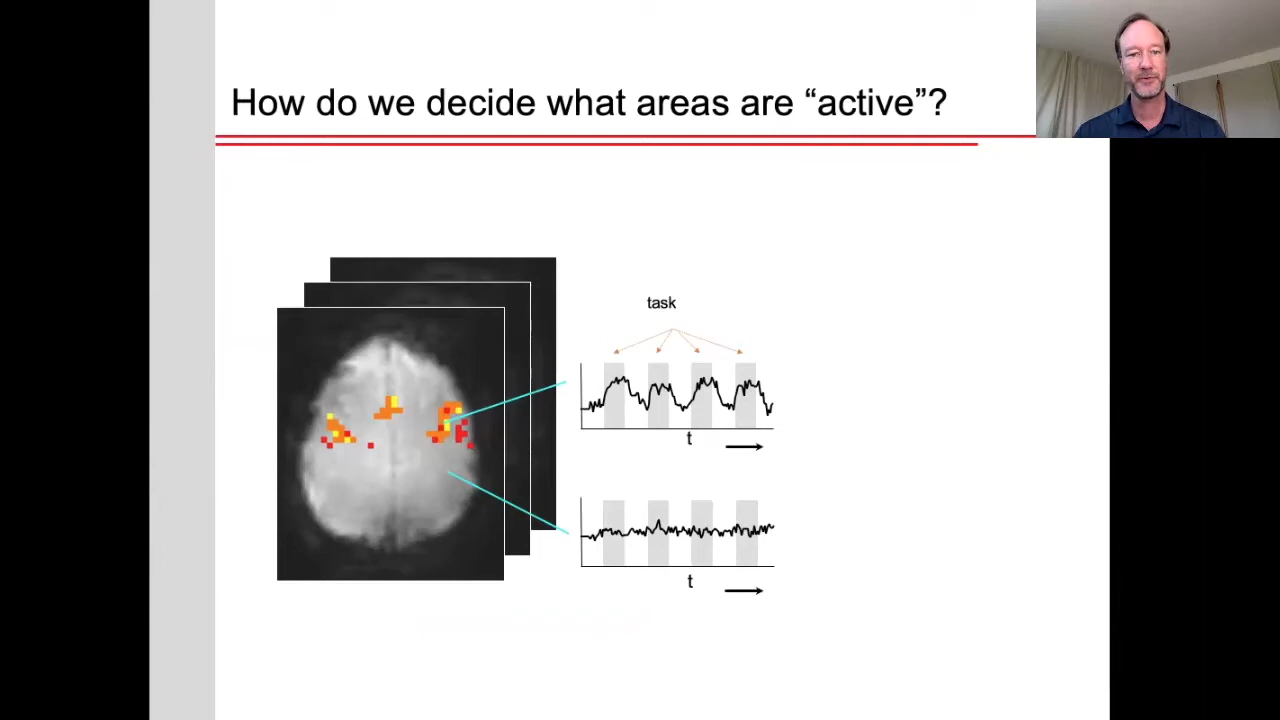 How do we decide what areas are “active”?
task
t
t